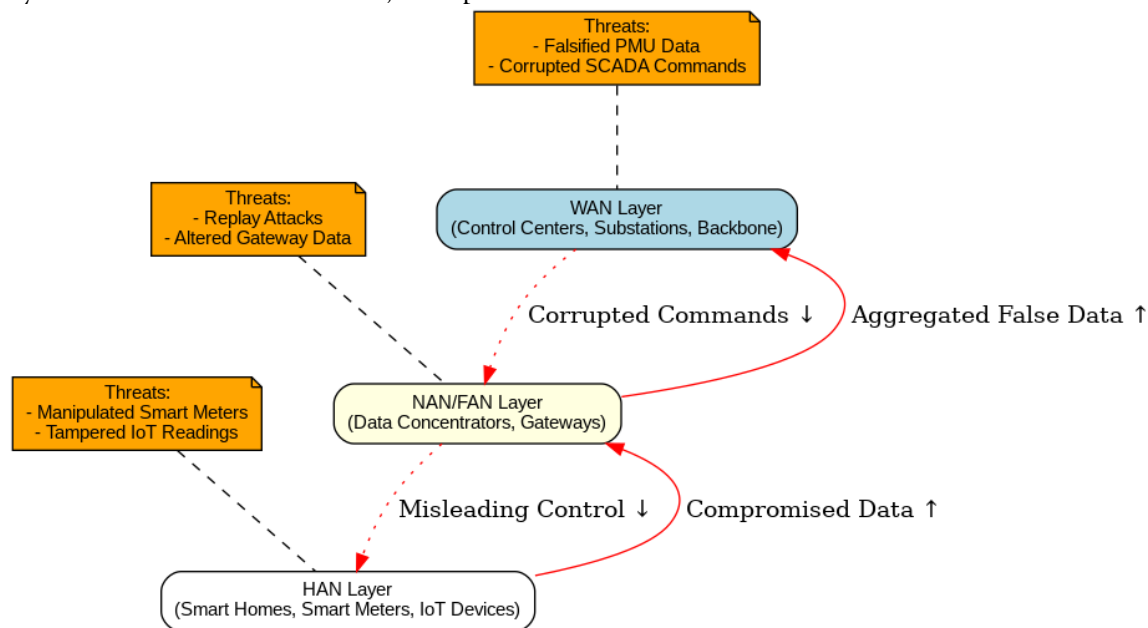 Threats:
- Falsified PMU Data
- Corrupted SCADA Commands
Threats:
- Replay Attacks
- Altered Gateway Data
WAN Layer
(Control Centers, Substations, Backbone)
Corrupted Commands ↓
Aggregated False Data ↑
Threats:
- Manipulated Smart Meters
- Tampered IoT Readings
NAN/FAN Layer
(Data Concentrators, Gateways)
Misleading Control ↓
Compromised Data ↑
HAN Layer
(Smart Homes, Smart Meters, IoT Devices)